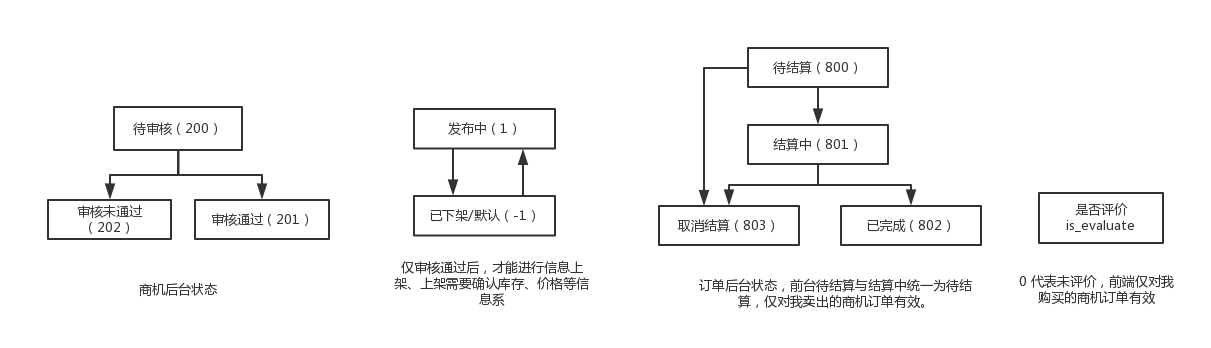 待审核（200）
审核未通过
（202）
审核通过（201）
商机后台状态
发布中（1）
已下架/默认（-1）
仅审核通过后，才能进行信息上
架、上架需要确认库存、价格等信
息系
待结算（800）
结算中（801）
取消结算（803）
已完成（802）
订单后台状态，前台待结算与结算中统一为待结
算，仅对我卖出的商机订单有效。
是否评价
is_evaluate
0 代表未评价，前端仅对我
购买的商机订单有效